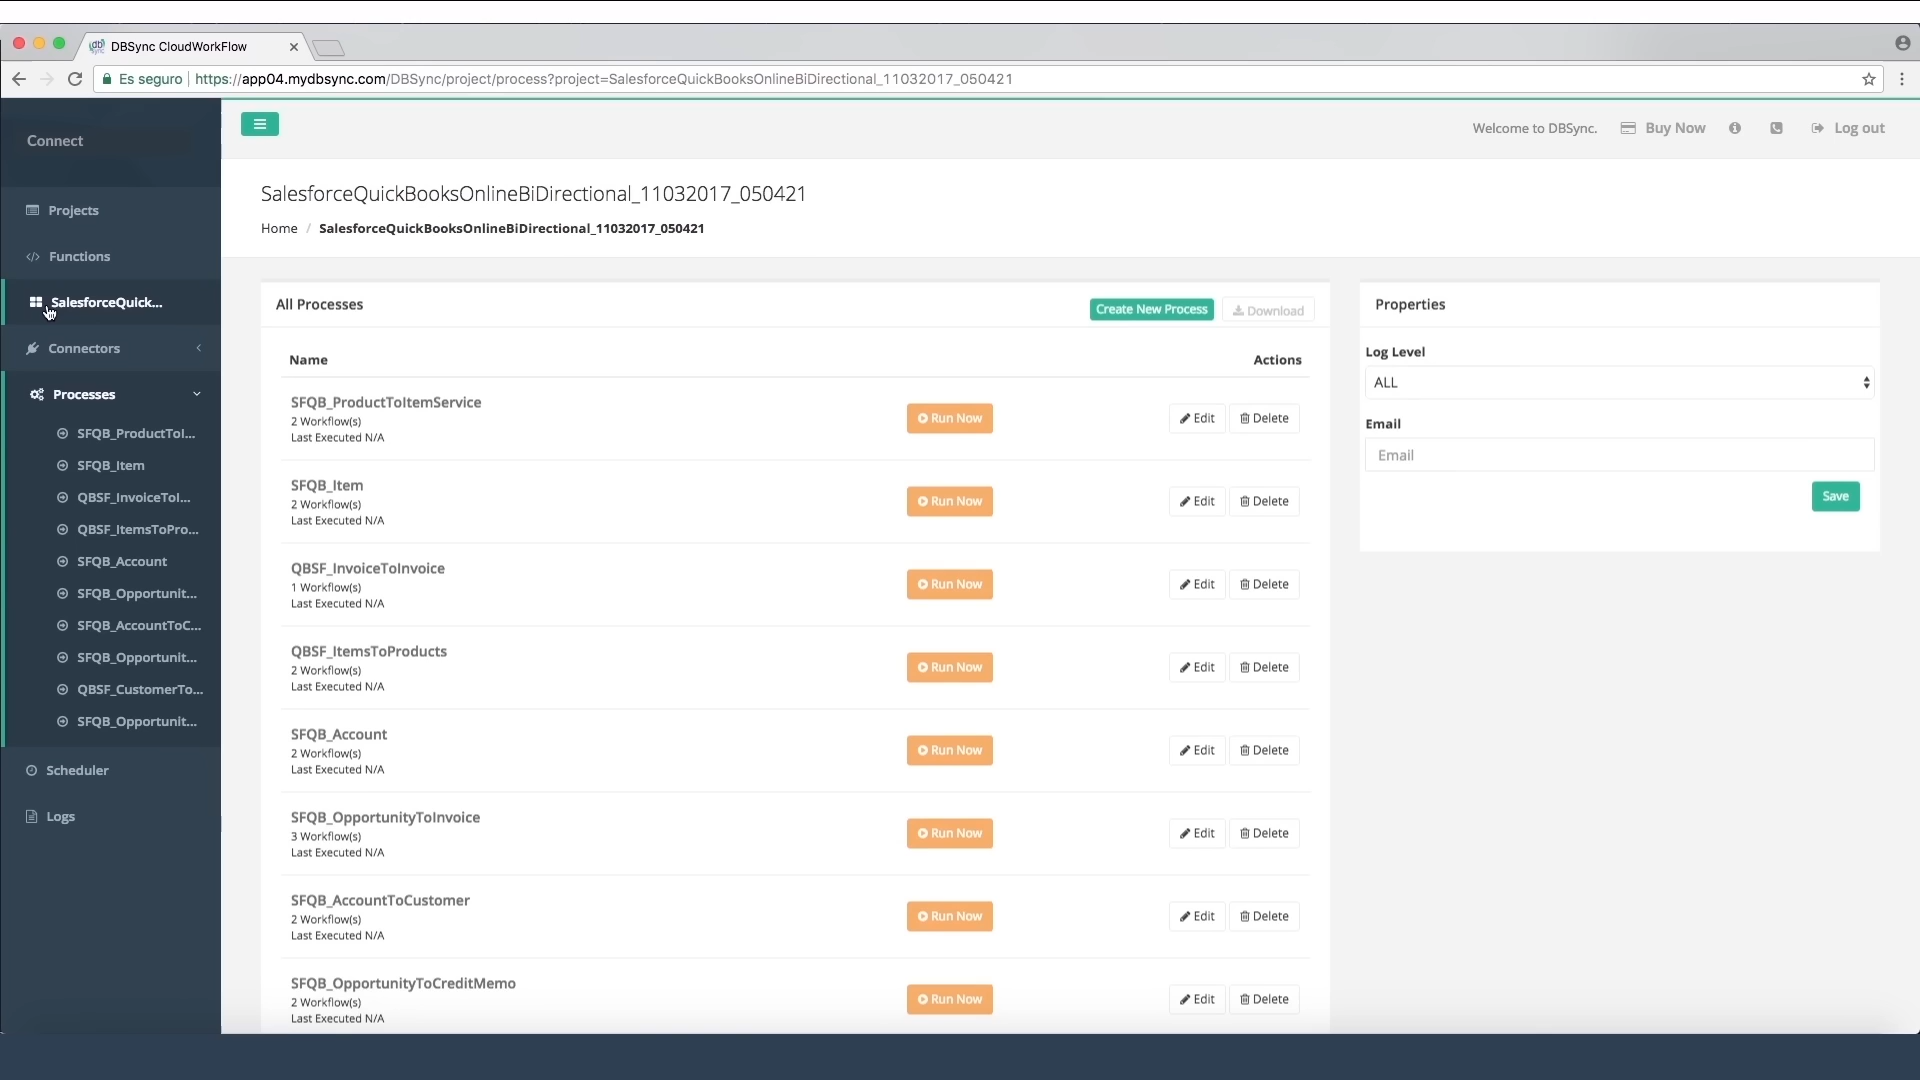 DBSync CloudWorkFlow
Es seguro https://app04.mydbsync.com/DBSync/project/process?project=SalesforceQuickBooksOnlineBiDirectional_11032017_050421
Connect
Welcome to DBSync. Buy Now Log out
Projects
Functions
SalesforceQuick...
Connectors
Processes
SFQB_ProductToI...
SFQB_Item
QBSF_InvoiceToI...
QBSF_ItemsToPro...
SFQB_Account
SFQB_Opportunit...
SFQB_AccountToC...
SFQB_Opportunit...
QBSF_CustomerTo...
SFQB_Opportunit...
Scheduler
Logs
SalesforceQuickBooksOnlineBiDirectional_11032017_050421
Home / SalesforceQuickBooksOnlineBiDirectional_11032017_050421
All Processes Create New Process Download
Name Actions
SFQB_ProductToItemService
2 Workflow(s)
Last Executed N/A
Run Now Edit Delete
SFQB_Item
2 Workflow(s)
Last Executed N/A
Run Now Edit Delete
QBSF_InvoiceToInvoice
1 Workflow(s)
Last Executed N/A
Run Now Edit Delete
QBSF_ItemsToProducts
2 Workflow(s)
Last Executed N/A
Run Now Edit Delete
SFQB_Account
2 Workflow(s)
Last Executed N/A
Run Now Edit Delete
SFQB_OpportunityToInvoice
3 Workflow(s)
Last Executed N/A
Run Now Edit Delete
SFQB_AccountToCustomer
2 Workflow(s)
Last Executed N/A
Run Now Edit Delete
SFQB_OpportunityToCreditMemo
2 Workflow(s)
Last Executed N/A
Run Now Edit Delete
Properties
Log Level
ALL
Email
Email
Save